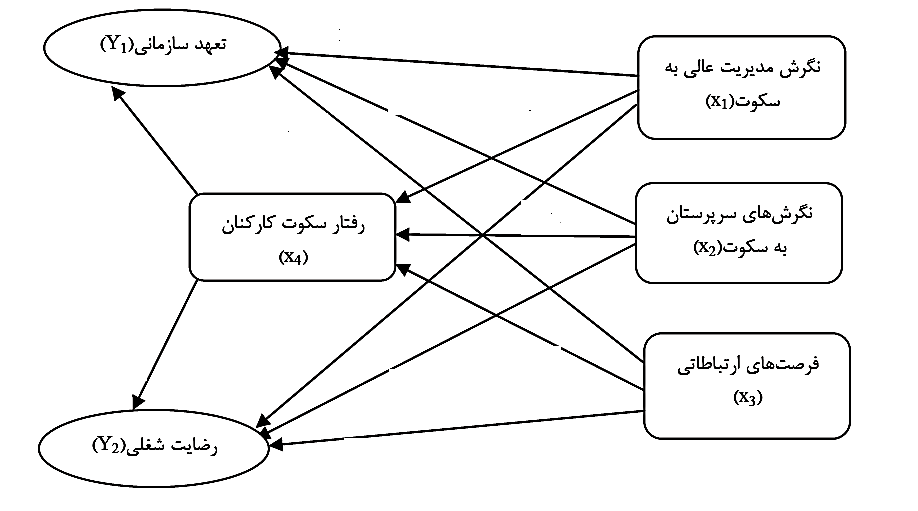 نگرش مدیریت عالی به
سکوت(x1)
نگرش‌های سرپرستان
به سکوت(x2)
فرصت‌های ارتباطاتی
(x3)
رفتار سکوت کارکنان
(x4)
تعهد سازمانی(Y1)
رضایت شغلی(Y2)